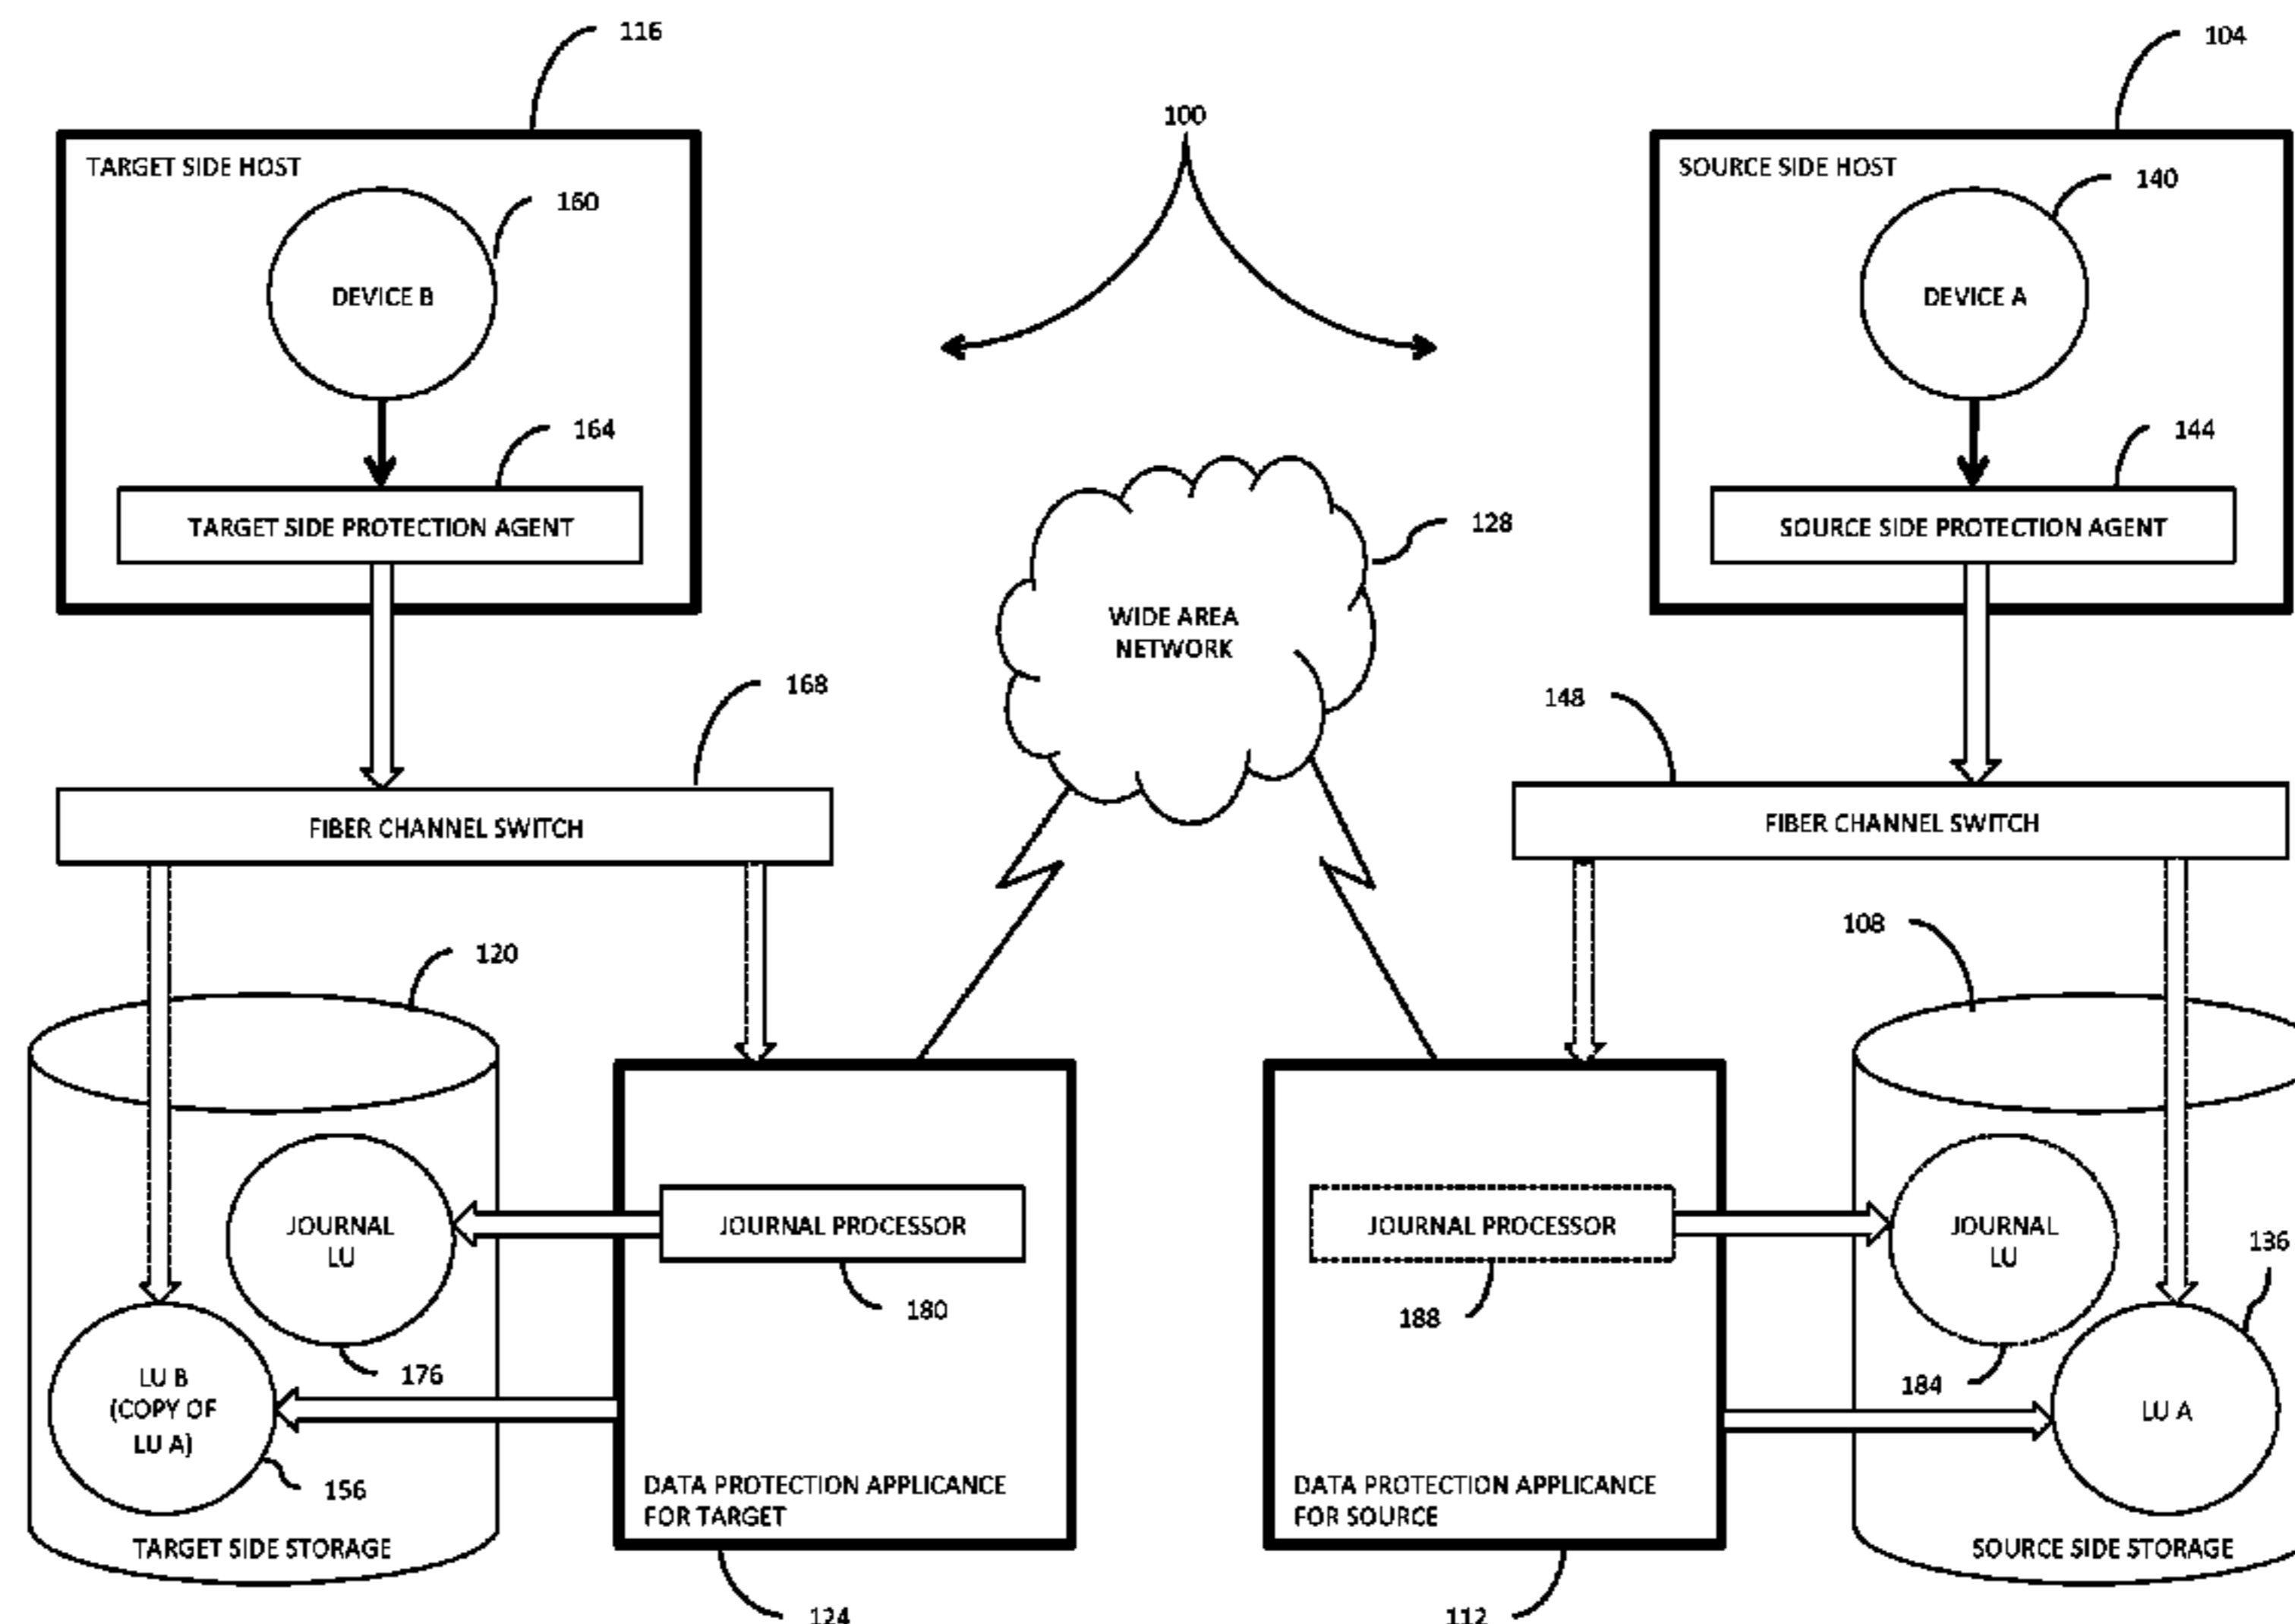 116
104
100
TARGET SIDE HOST
SOURCE SIDE HOST
160
140
DEVICE B
DEVICE A
164
144
TARGET SIDE PROTECTION AGENT
SOURCE SIDE PROTECTION AGENT
128
WIDE AREA
NETWORK
168
148
FIBER CHANNEL SWITCH
FIBER CHANNEL SWITCH
120
108
JOURNAL
LU
JOURNAL PROCESSOR
JOURNAL PROCESSOR
JOURNAL
LU
136
180
188
176
184
LU B
(COPY OF
LU A)
LU A
156
DATA PROTECTION APPLICANCE
FOR TARGET
DATA PROTECTION APPLICANCE
FOR SOURCE
TARGET SIDE STORAGE
SOURCE SIDE STORAGE
124
112